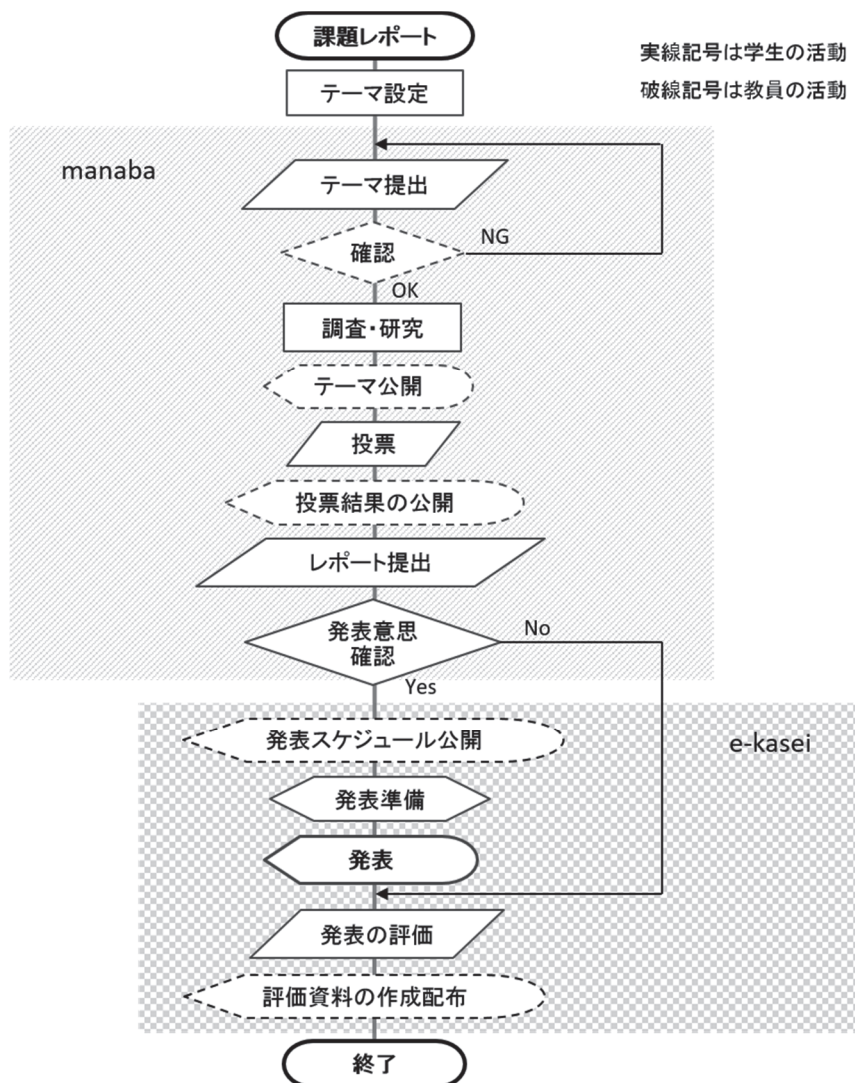 課題レポート
実線記号は学生の活動
破線記号は教員の活動
テーマ設定
manaba
テーマ提出
確認
NG
OK
調査・研究
テーマ公開
投票
投票結果の公開
レポート提出
発表意思
確認
No
Yes
発表スケジュール公開
e-kasei
発表準備
発表
発表の評価
評価資料の作成配布
終了